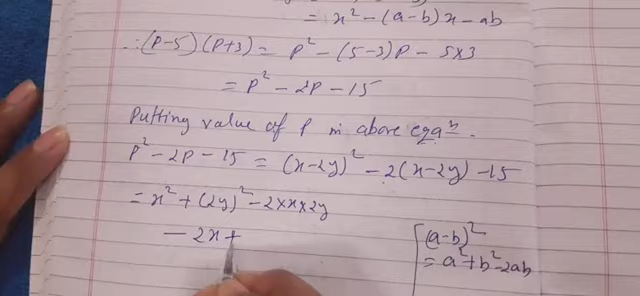 = x² - (a-b)x - ab
∴ (P-5) (P+3) = P² - (5-3)P - 5×3
= P² - 2P - 15
Putting value of P in above eqaⁿ.
P² - 2P - 15 = (x-2y)² - 2(x-2y) - 15
= x² + (2y)² - 2×x×2y
- 2x +
(a-b)²
= a² + b² - 2ab